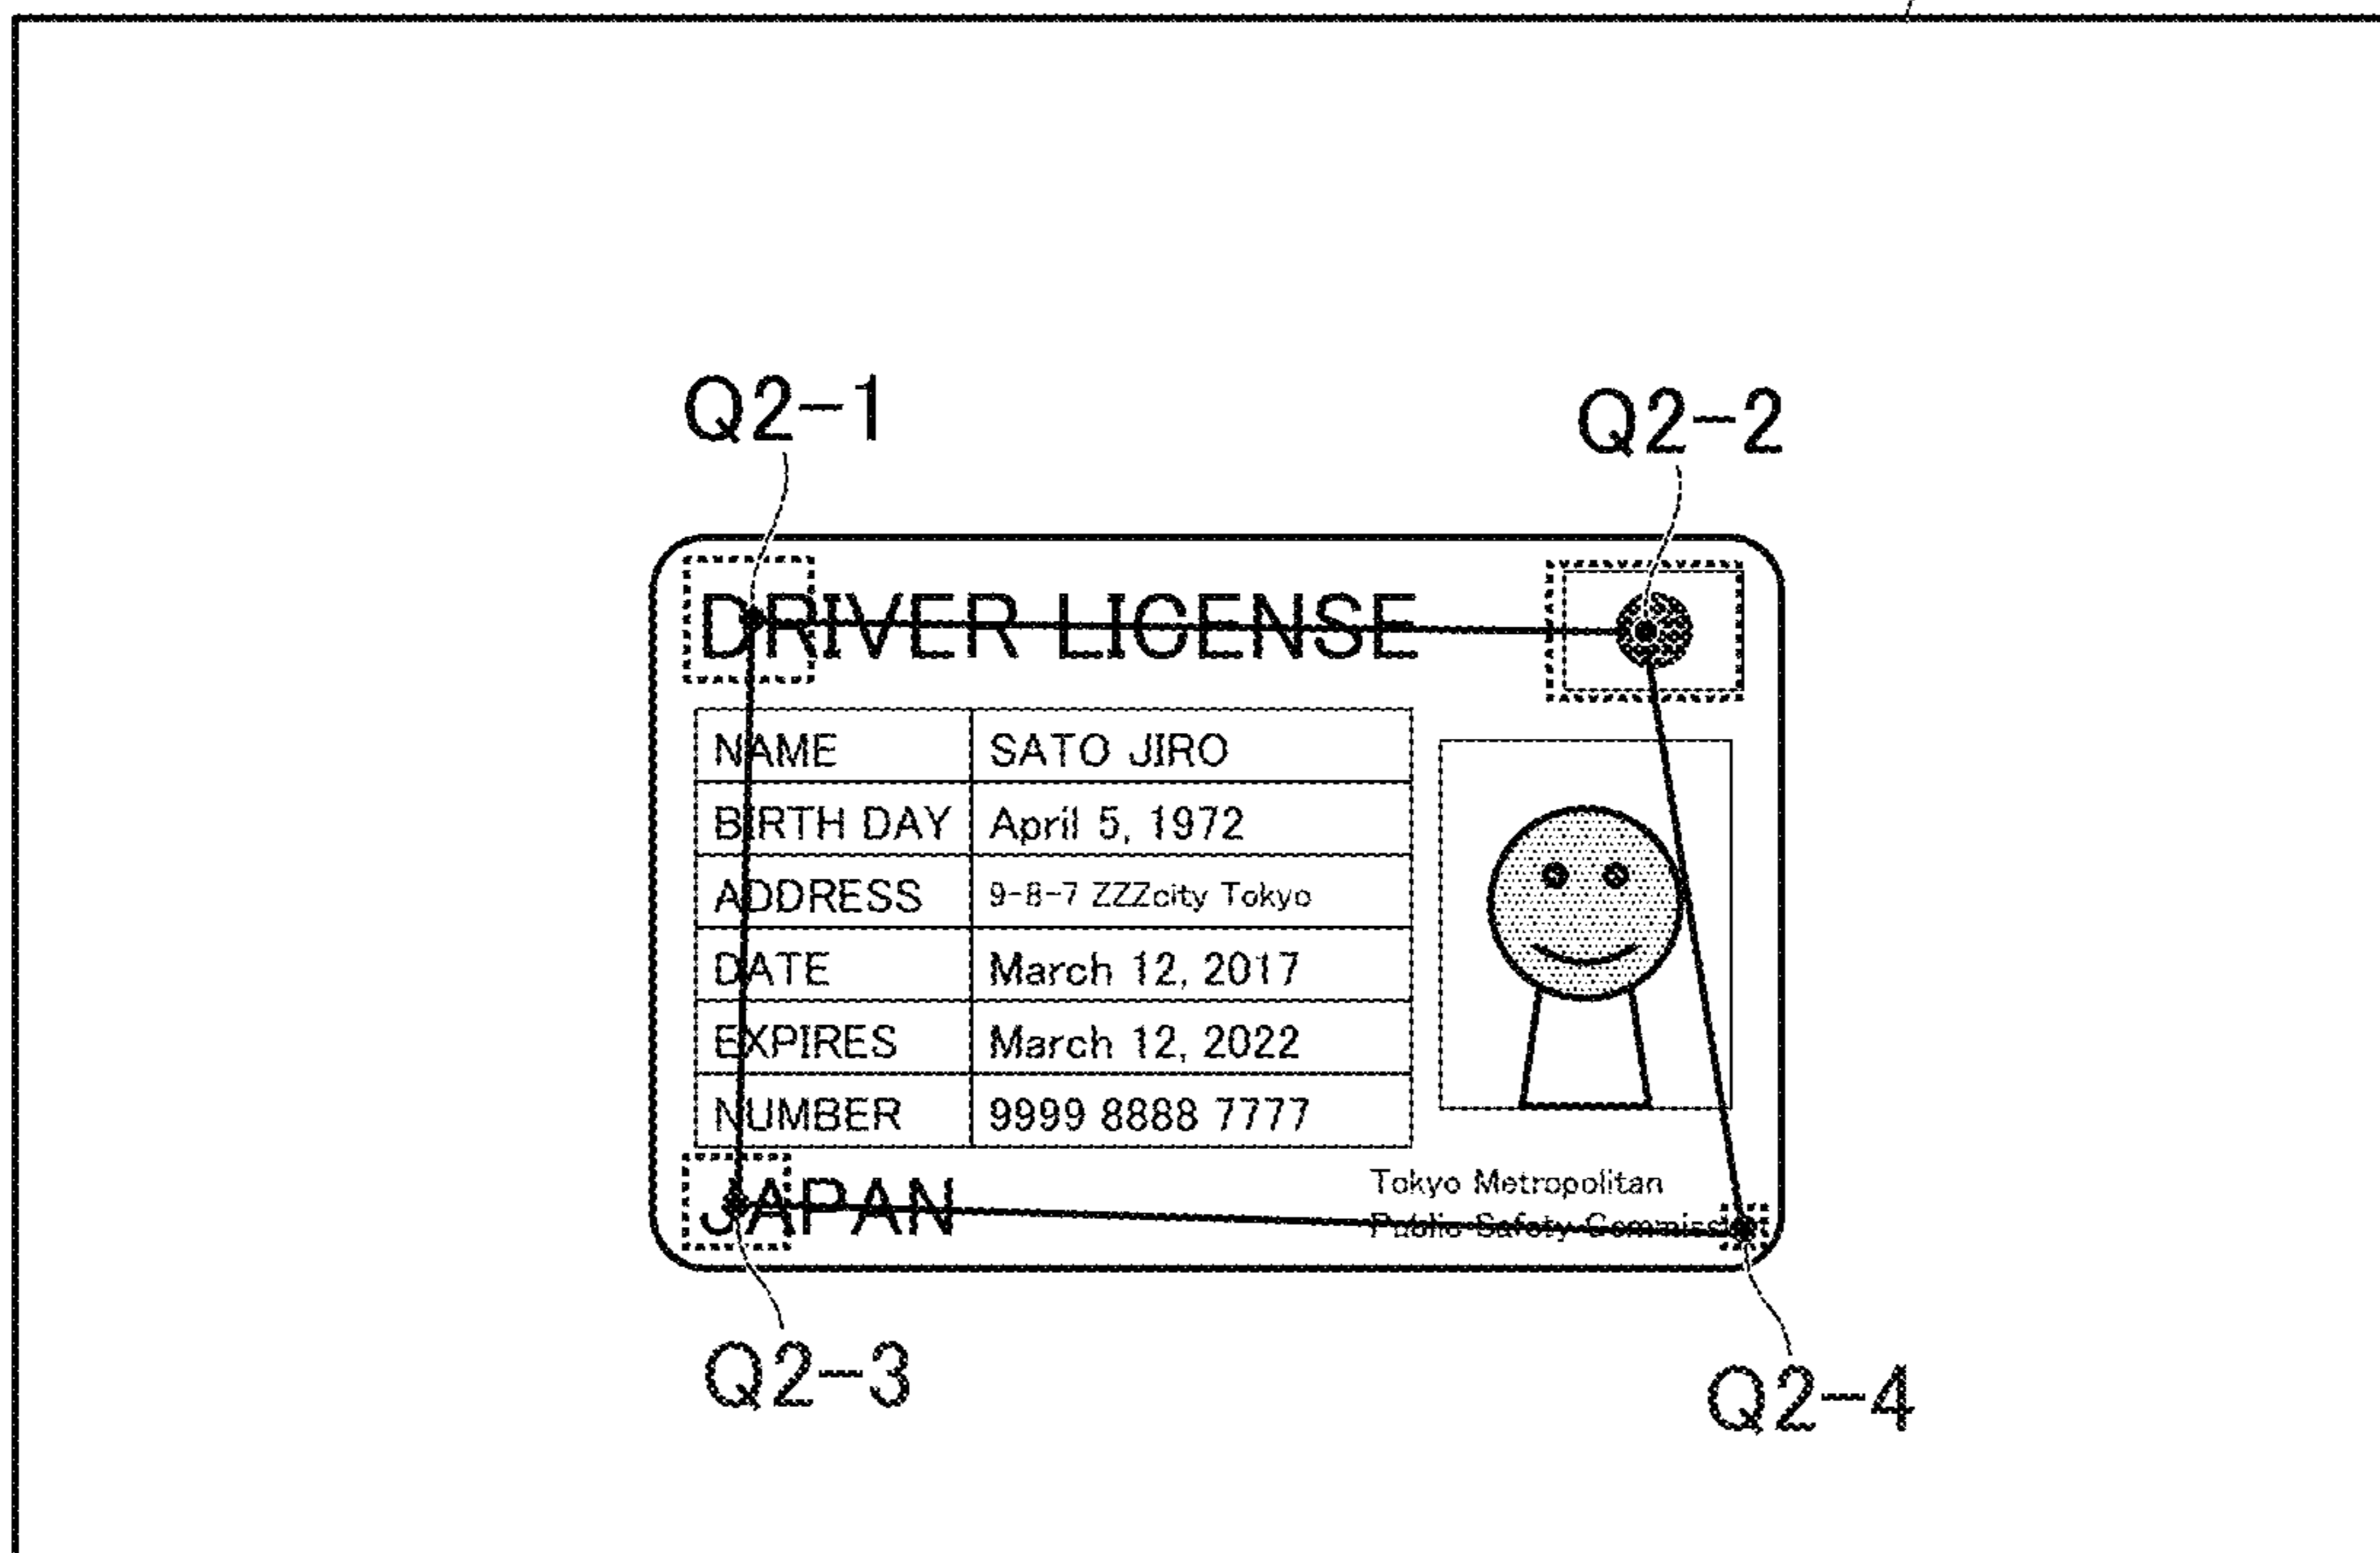 Q2-1
Q2-2
DRIVER LICENSE
NAME SATO JIRO
BIRTH DAY April 5, 1972
ADDRESS 9-8-7 ZZZcity Tokyo
DATE March 12, 2017
EXPIRES March 12, 2022
NUMBER 9999 8888 7777
JAPAN
Tokyo Metropolitan
Public Safety
Q2-3
Q2-4